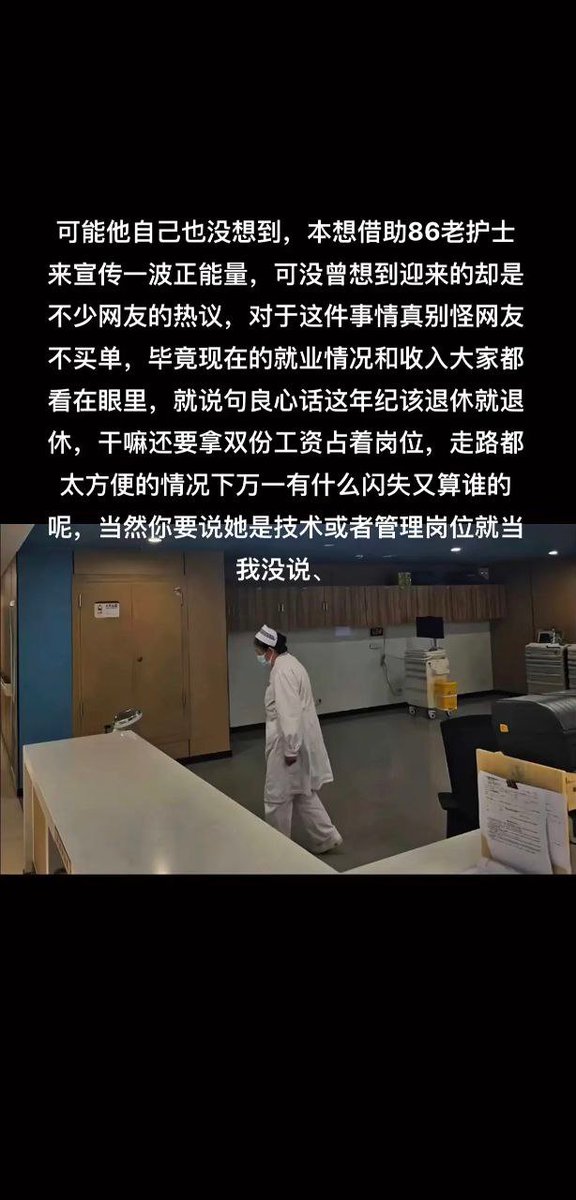 可能他自己也没想到，本想借助86老护士
来宣传一波正能量，可没曾想到迎来的却是
不少网友的热议，对于这件事情真别怪网友
不买单，毕竟现在的就业情况和收入大家都
看在眼里，就说句良心话这年纪该退休就退
休，干嘛还要拿双份工资占着岗位，走路都
太方便的情况下万一有什么闪失又算谁的
呢，当然你要说她是技术或者管理岗位就当
我没说、